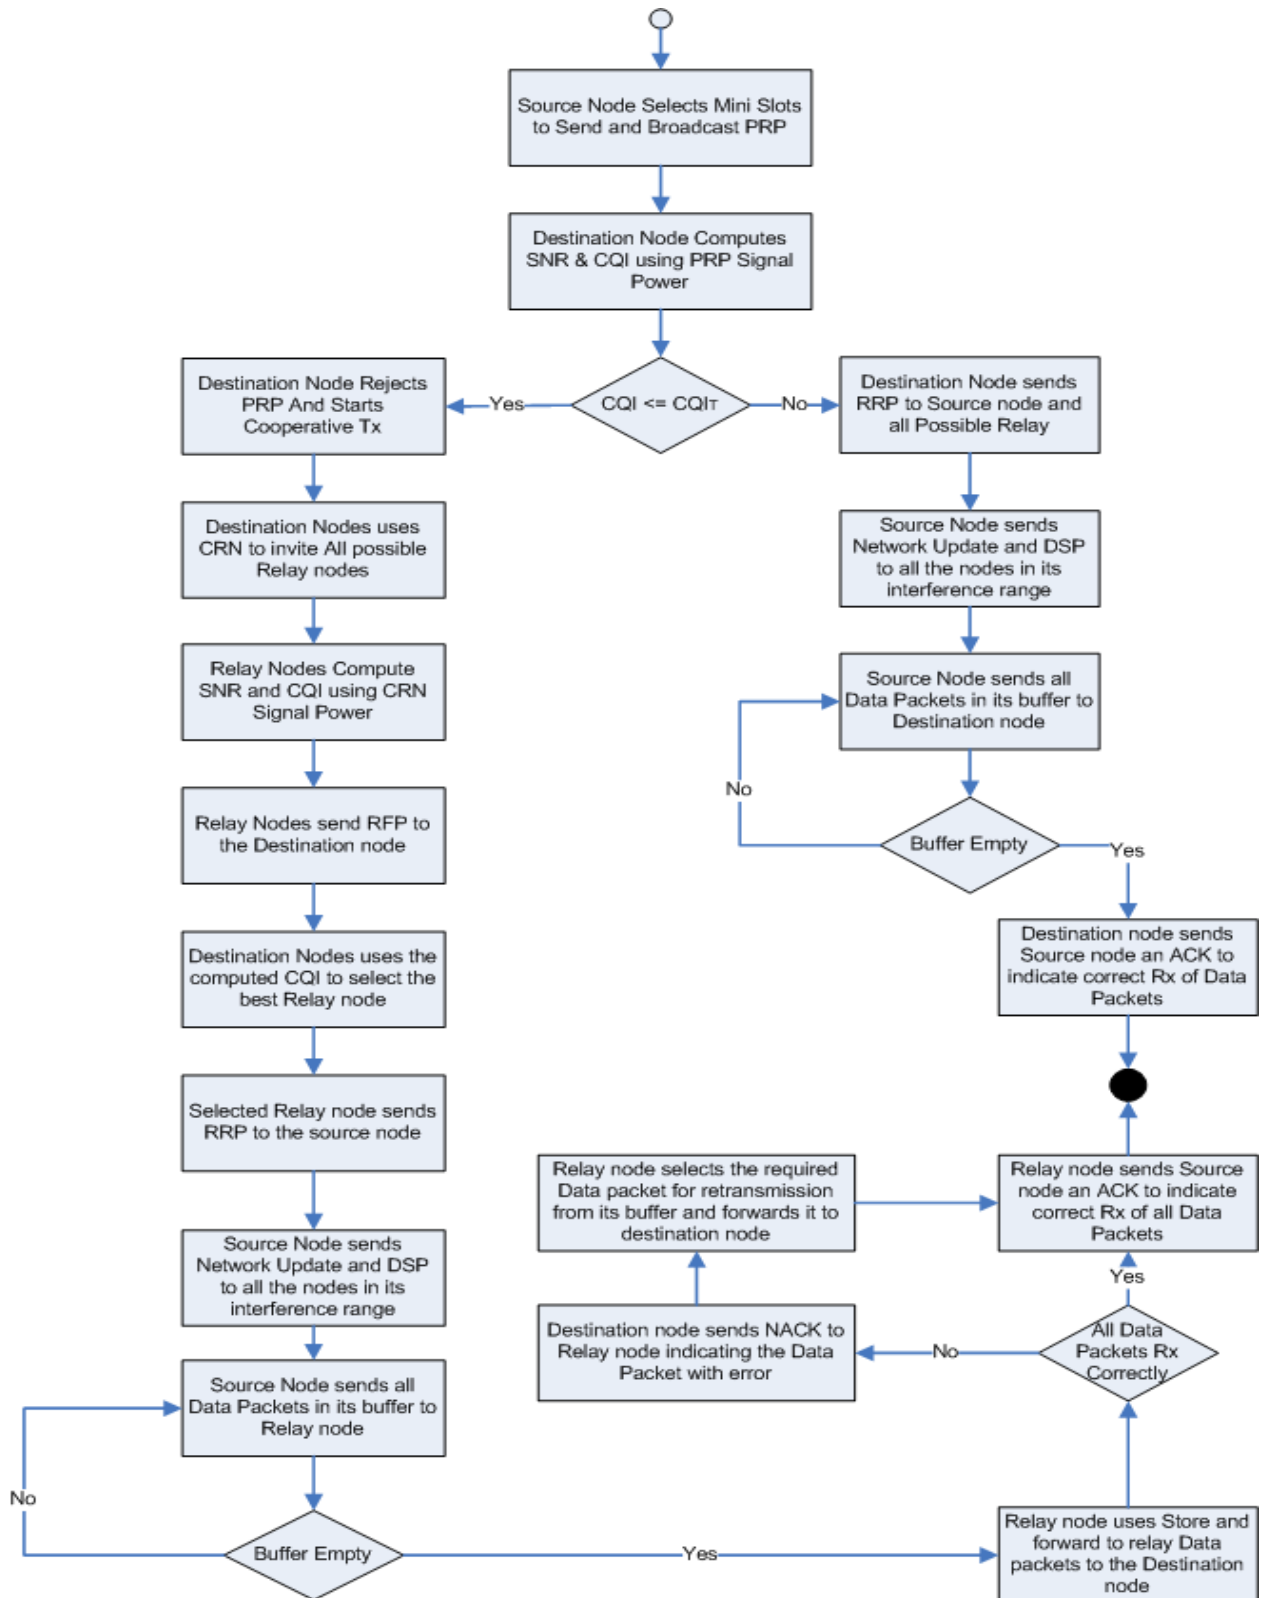 Source Node Selects Mini Slots
to Send and Broadcast PRP
Destination Node Computes
SNR & CQI using PRP Signal
Power
CQI <= CQIT
Yes
No
Destination Node Rejects
PRP And Starts
Cooperative Tx
Destination Nodes uses
CRN to invite All possible
Relay nodes
Relay Nodes Compute
SNR and CQI using CRN
Signal Power
Relay Nodes send RFP to
the Destination node
Destination Nodes uses the
computed CQI to select the
best Relay node
Selected Relay node sends
RRP to the source node
Source Node sends
Network Update and DSP
to all the nodes in its
interference range
Source Node sends all
Data Packets in its buffer to
Relay node
No
Buffer Empty
Yes
Destination Node sends
RRP to Source node and
all Possible Relay
Source Node sends
Network Update and DSP
to all the nodes in its
interference range
Source Node sends all
Data Packets in its buffer to
Destination node
No
Buffer Empty
Yes
Destination node sends
Source node an ACK to
indicate correct Rx of Data
Packets
Relay node selects the required
Data packet for retransmission
from its buffer and forwards it to
destination node
Relay node sends Source
node an ACK to indicate
correct Rx of all Data
Packets
Yes
Destination node sends NACK to
Relay node indicating the Data
Packet with error
No
All Data
Packets Rx
Correctly
Relay node uses Store and
forward to relay Data
packets to the Destination
node